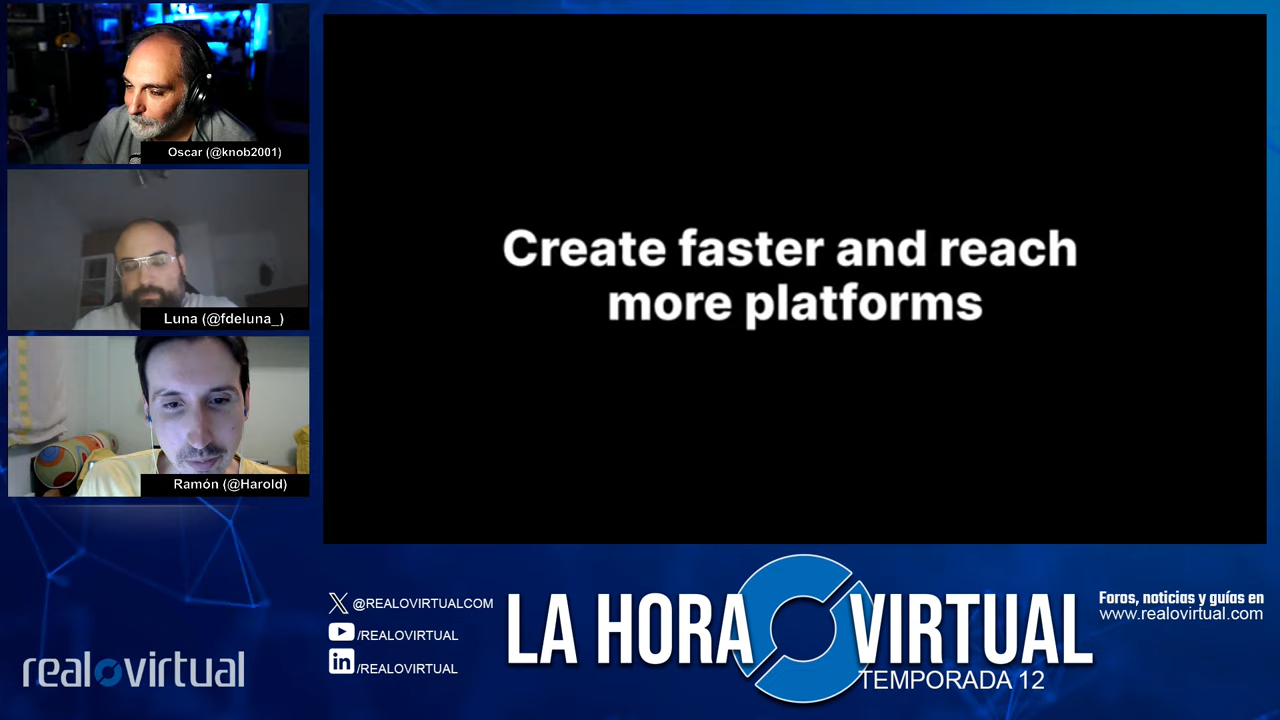 Oscar (@knob2001)
Luna (@fdeluna_)
Ramón (@Harold)
Create faster and reach
more platforms
@REALOVIRTUALCOM
/REALOVIRTUAL
/REALOVIRTUAL
LA HORA VIRTUAL
TEMPORADA 12
Foros, noticias y guías en
www.realovirtual.com
realovirtual